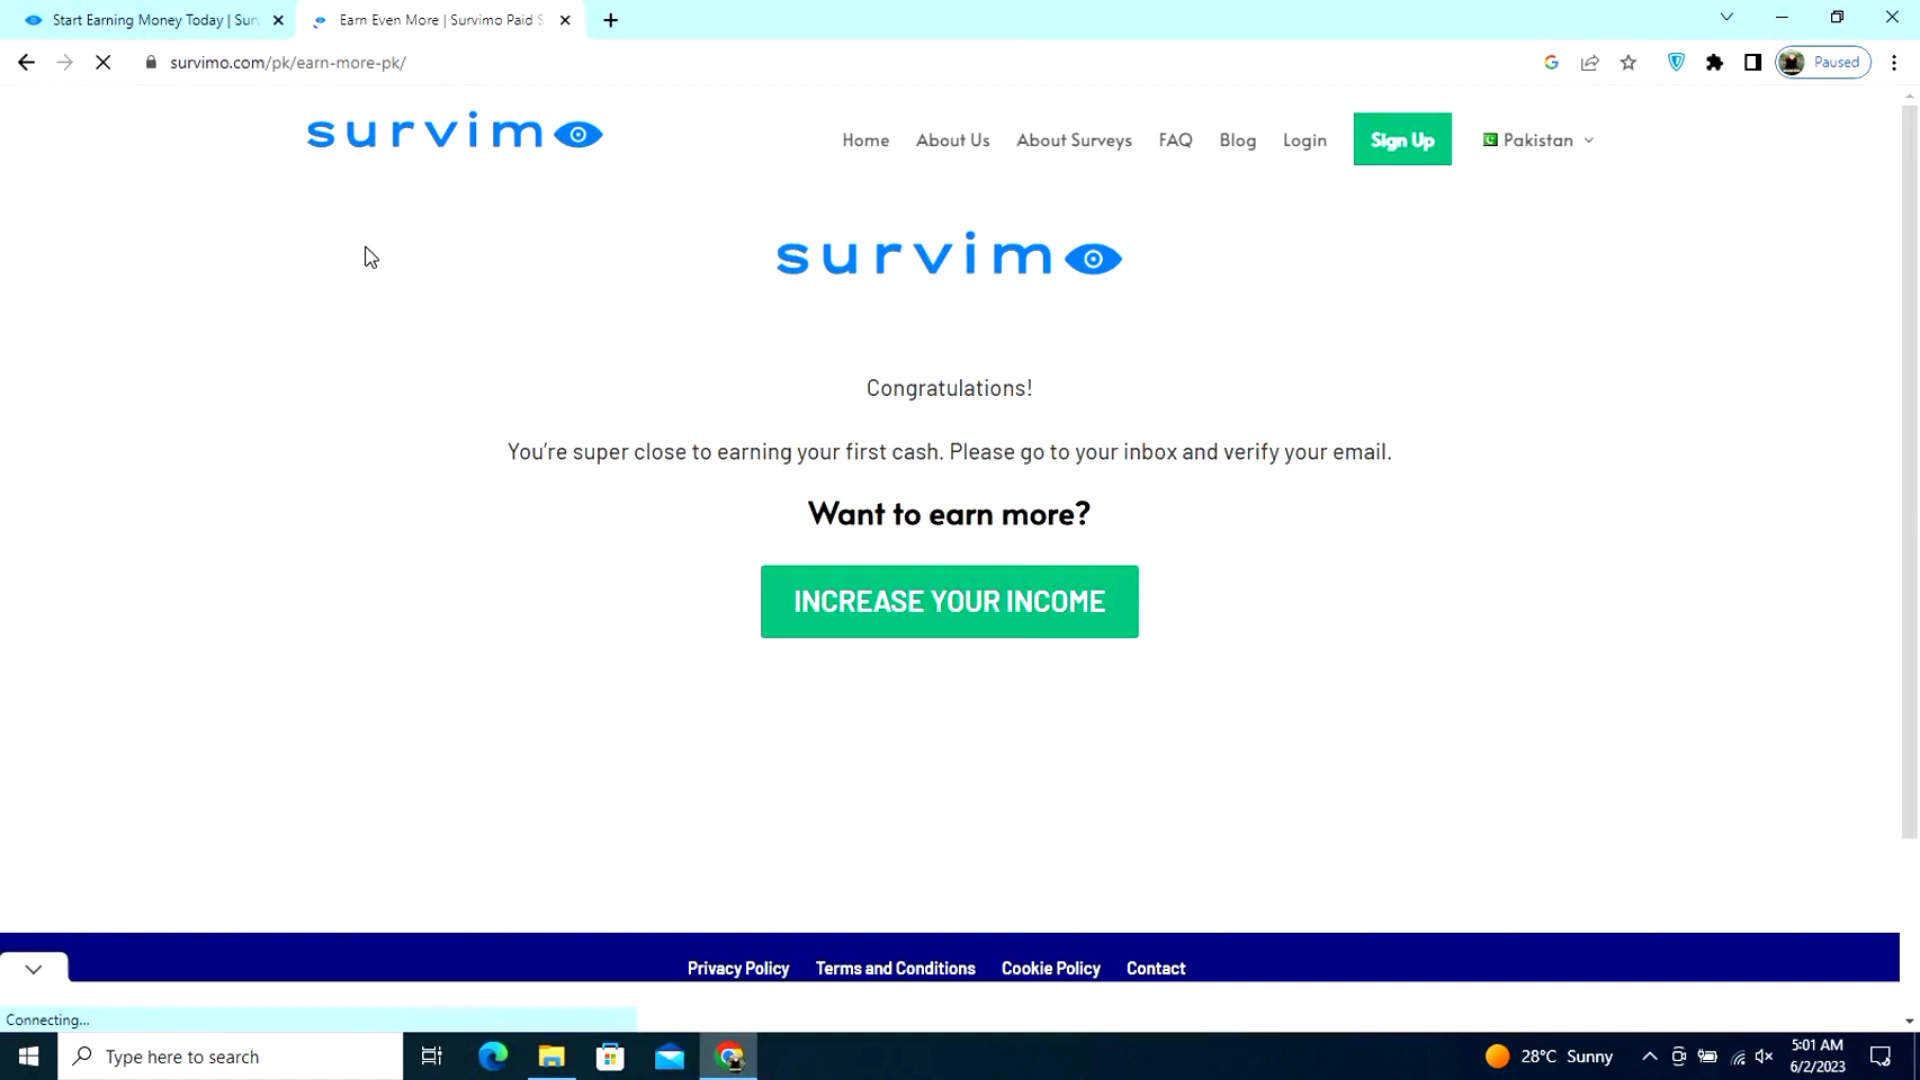 Start Earning Money Today | Sur
Earn Even More | Survimo Paid S
survimo.com/pk/earn-more-pk/
Paused
survimo
Home
About Us
About Surveys
FAQ
Blog
Login
Sign Up
Pakistan
survimo
Congratulations!
You're super close to earning your first cash. Please go to your inbox and verify your email.
Want to earn more?
INCREASE YOUR INCOME
Privacy Policy
Terms and Conditions
Cookie Policy
Contact
Connecting...
Type here to search
28°C Sunny
5:01 AM
6/2/2023